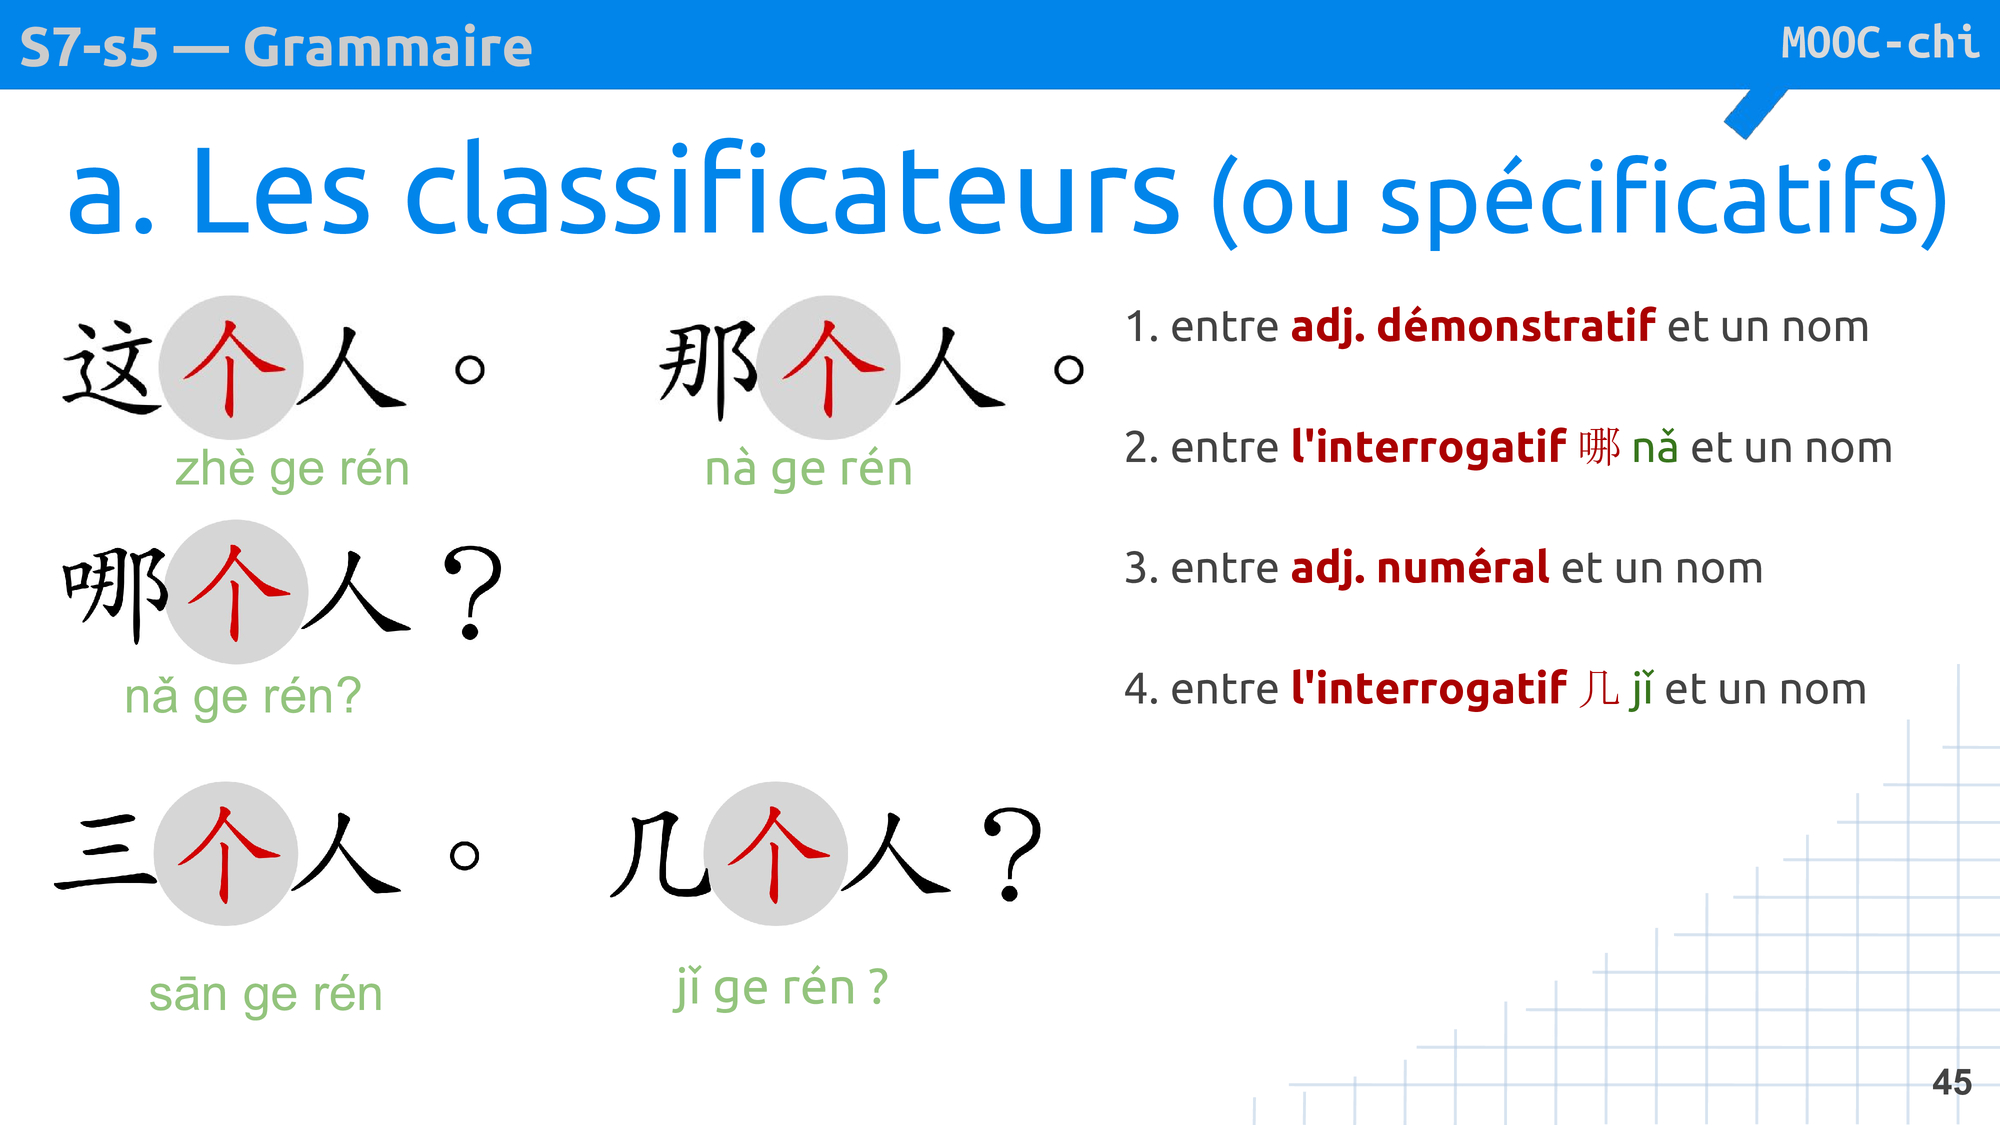 S7-s5 — Grammaire
MOOC-chi
a. Les classificateurs (ou spécificatifs)
这个人。
zhè ge rén
那个人。
nà ge rén
哪个人？
nǎ ge rén?
三个人。
sān ge rén
几个人？
jǐ ge rén ?
1. entre adj. démonstratif et un nom
2. entre l'interrogatif 哪 nǎ et un nom
3. entre adj. numéral et un nom
4. entre l'interrogatif 几 jǐ et un nom
45